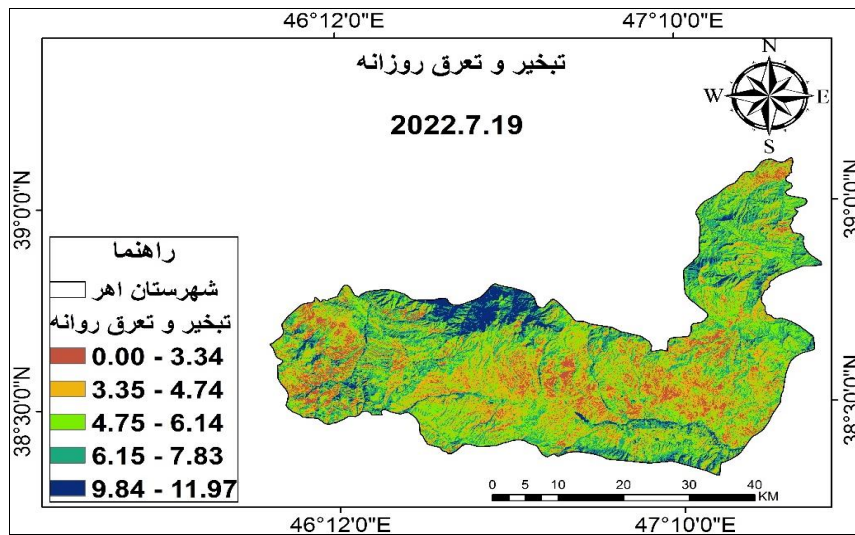 46°12'0"E 47°10'0"E
تبخیر و تعرق روزانه
2022.7.19
N
W E
S
39°0'0"N 39°0'0"N
راهنما
شهرستان اهر
تبخیر و تعرق روانه
0.00 - 3.34
3.35 - 4.74
4.75 - 6.14
6.15 - 7.83
9.84 - 11.97
38°30'0"N 38°30'0"N
0 5 10 20 30 40
KM
46°12'0"E 47°10'0"E